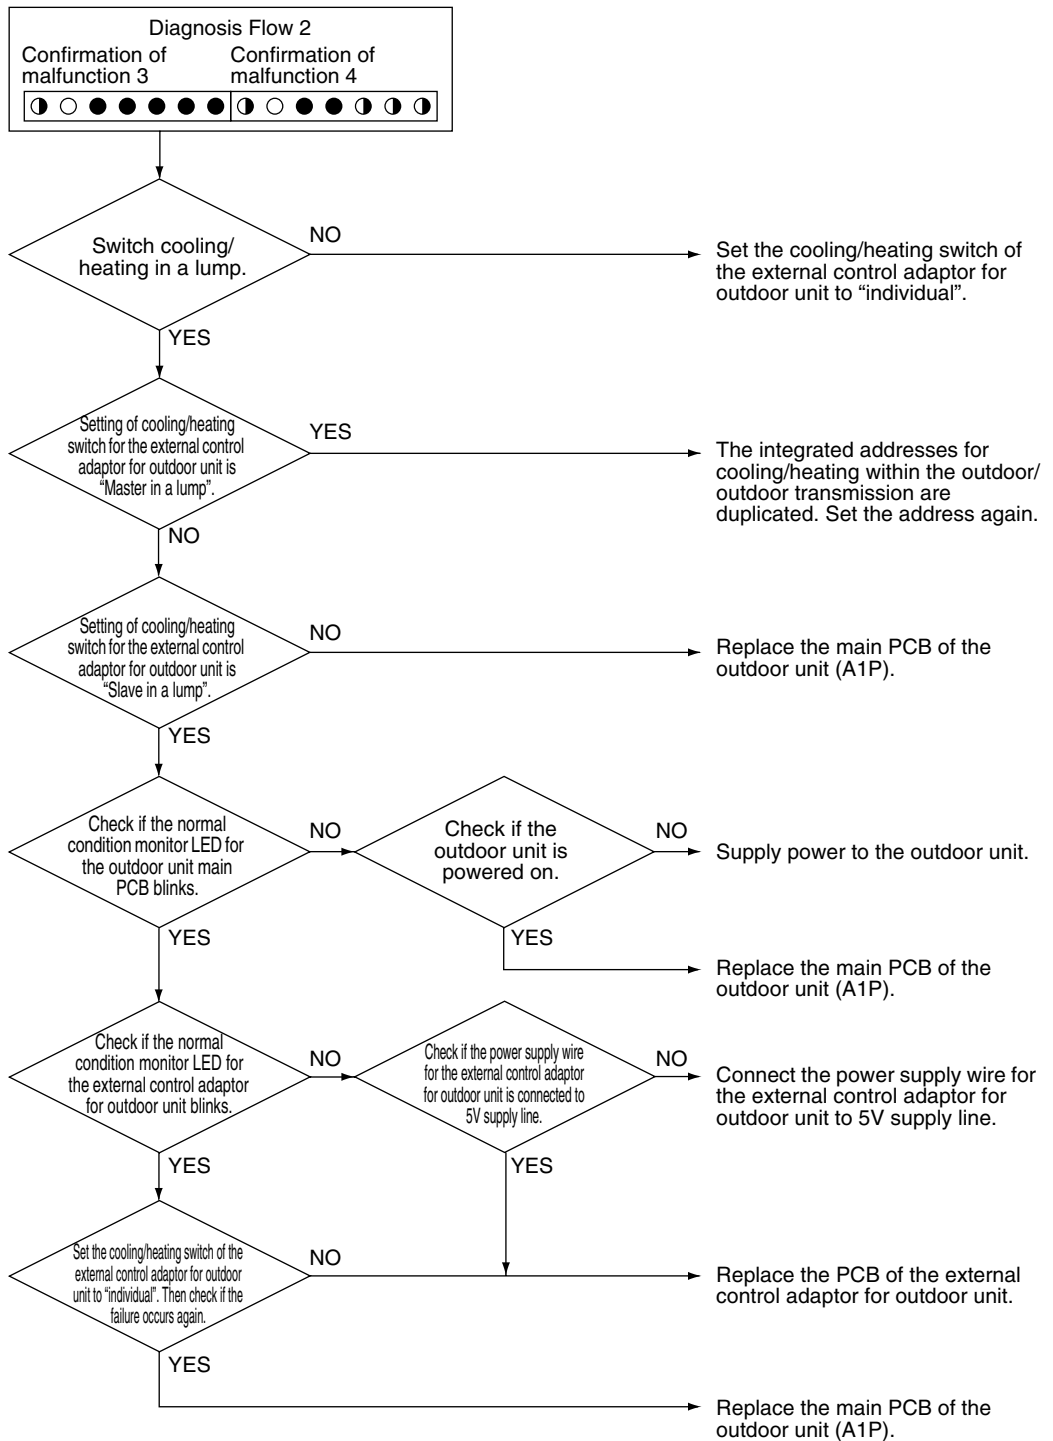 Diagnosis Flow 2
Confirmation of
malfunction 3
Confirmation of
malfunction 4
Switch cooling/
heating in a lump.
NO
Set the cooling/heating switch of
the external control adaptor for
outdoor unit to “individual”.
YES
Setting of cooling/heating
switch for the external control
adaptor for outdoor unit is
“Master in a lump”.
YES
The integrated addresses for
cooling/heating within the outdoor/
outdoor transmission are
duplicated. Set the address again.
NO
Setting of cooling/heating
switch for the external control
adaptor for outdoor unit is
“Slave in a lump”.
NO
Replace the main PCB of the
outdoor unit (A1P).
YES
Check if the normal
condition monitor LED for
the outdoor unit main
PCB blinks.
NO
Check if the
outdoor unit is
powered on.
NO
Supply power to the outdoor unit.
YES
YES
Replace the main PCB of the
outdoor unit (A1P).
Check if the normal
condition monitor LED for
the external control adaptor
for outdoor unit blinks.
NO
Check if the power supply wire
for the external control adaptor
for outdoor unit is connected to
5V supply line.
NO
Connect the power supply wire for
the external control adaptor for
outdoor unit to 5V supply line.
YES
YES
Set the cooling/heating switch of the
external control adaptor for outdoor
unit to “individual”. Then check if the
failure occurs again.
NO
Replace the PCB of the external
control adaptor for outdoor unit.
YES
Replace the main PCB of the
outdoor unit (A1P).